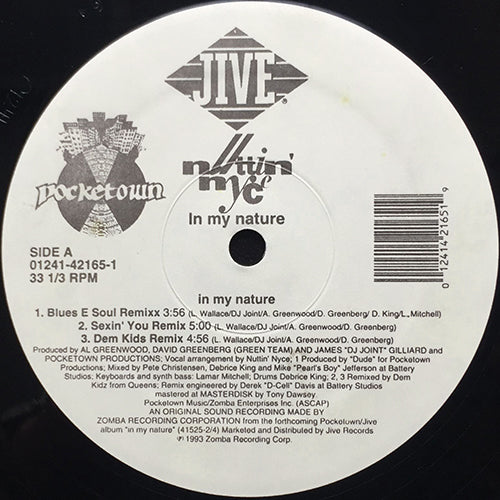 JIVE
®
pocketown
Nuttin' nyce
In my nature
SIDE A
01241-42165-1
33 1/3 RPM
0 12414 21651 9
in my nature
1. Blues E Soul Remixx 3:56 (L. Wallace/DJ Joint/A. Greenwood/D. Greenberg/ D. King/L. Mitchell)
2. Sexin' You Remix 5:00 (L. Wallace/DJ Joint/A. Greenwood/D. Greenberg)
3. Dem Kids Remix 4:56 (L. Wallace/DJ Joint/A. Greenwood/D. Greenberg)
Produced by AL GREENWOOD, DAVID GREENBERG (GREEN TEAM) AND JAMES "DJ JOINT" GILLIARD and
POCKETOWN PRODUCTIONS; Vocal arrangement by Nuttin' Nyce; 1 Produced by "Dude" for Pocketown
Productions; Mixed by Pete Christensen, Debrice King and Mike "Pearl's Boy" Jefferson at Battery
Studios; Keyboards and synth bass: Lamar Mitchell; Drums Debrice King; 2, 3 Remixed by Dem
Kidz from Queens; Remix engineered by Derek "D-Cell" Davis at Battery Studios
mastered at MASTERDISK by Tony Dawsey
Pocketown Music/Zomba Enterprises Inc. (ASCAP)
AN ORIGINAL SOUND RECORDING MADE BY
ZOMBA RECORDING CORPORATION from the forthcoming Pocketown/Jive
album "in my nature" (41525-2/4) Marketed and Distributed by Jive Records
℗ 1993 Zomba Recording Corp.